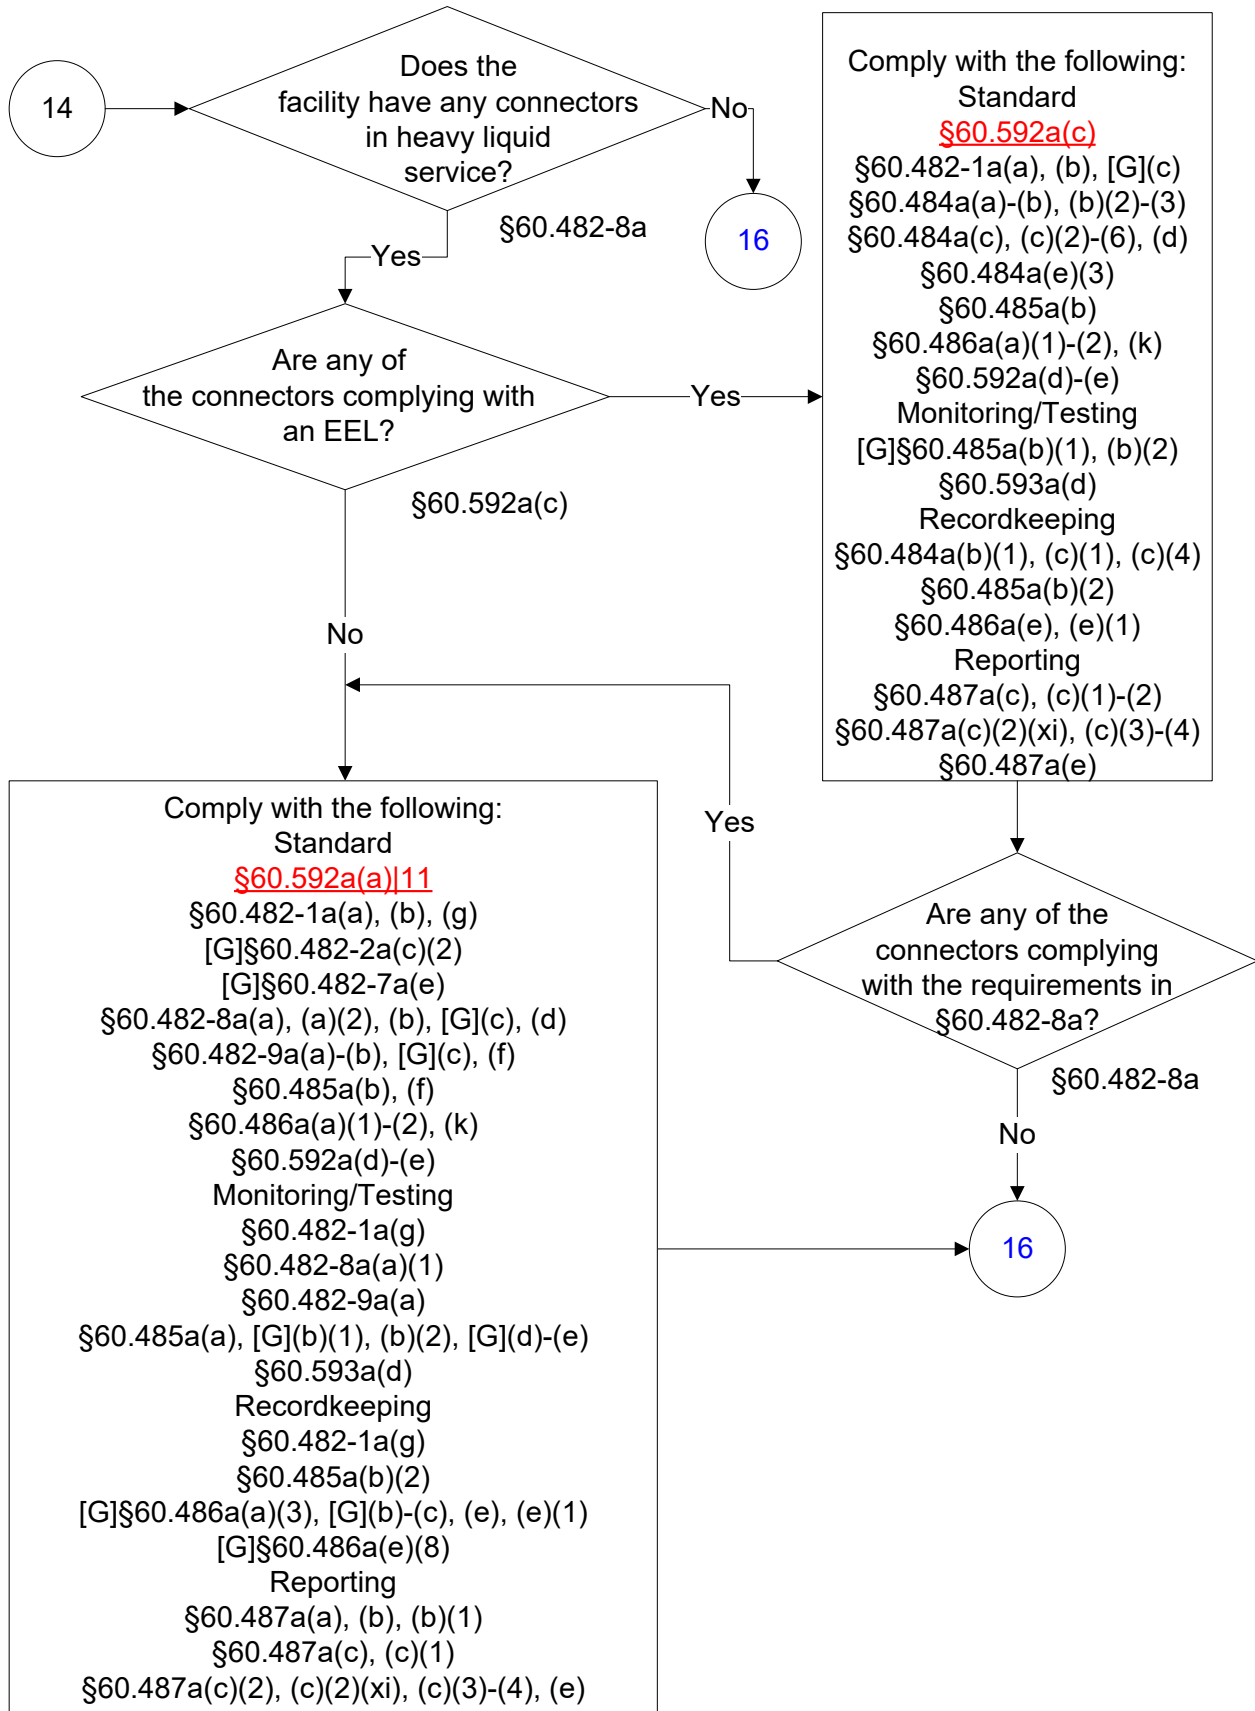 14
Does the
facility have any connectors
in heavy liquid
service?
No
16
§60.482-8a
Yes
Are any of
the connectors complying with
an EEL?
Yes
§60.592a(c)
No
Comply with the following:
Standard
§60.592a(c)
§60.482-1a(a), (b), [G](c)
§60.484a(a)-(b), (b)(2)-(3)
§60.484a(c), (c)(2)-(6), (d)
§60.484a(e)(3)
§60.485a(b)
§60.486a(a)(1)-(2), (k)
§60.592a(d)-(e)
Monitoring/Testing
[G]§60.485a(b)(1), (b)(2)
§60.593a(d)
Recordkeeping
§60.484a(b)(1), (c)(1), (c)(4)
§60.485a(b)(2)
§60.486a(e), (e)(1)
Reporting
§60.487a(c), (c)(1)-(2)
§60.487a(c)(2)(xi), (c)(3)-(4)
§60.487a(e)
Yes
Are any of the
connectors complying
with the requirements in
§60.482-8a?
§60.482-8a
No
16
Comply with the following:
Standard
§60.592a(a)|11
§60.482-1a(a), (b), (g)
[G]§60.482-2a(c)(2)
[G]§60.482-7a(e)
§60.482-8a(a), (a)(2), (b), [G](c), (d)
§60.482-9a(a)-(b), [G](c), (f)
§60.485a(b), (f)
§60.486a(a)(1)-(2), (k)
§60.592a(d)-(e)
Monitoring/Testing
§60.482-1a(g)
§60.482-8a(a)(1)
§60.482-9a(a)
§60.485a(a), [G](b)(1), (b)(2), [G](d)-(e)
§60.593a(d)
Recordkeeping
§60.482-1a(g)
§60.485a(b)(2)
[G]§60.486a(a)(3), [G](b)-(c), (e), (e)(1)
[G]§60.486a(e)(8)
Reporting
§60.487a(a), (b), (b)(1)
§60.487a(c), (c)(1)
§60.487a(c)(2), (c)(2)(xi), (c)(3)-(4), (e)